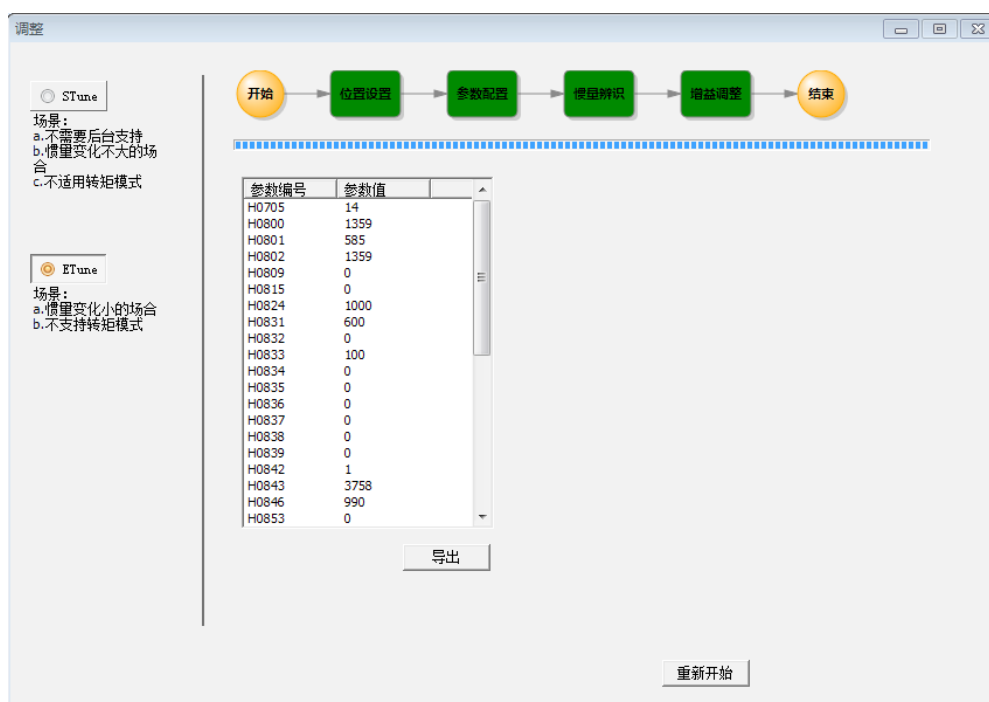 调整
STune
场景：
a.不需要后台支持
b.惯量变化不大的场
合
c.不适用转矩模式
ETune
场景：
a.惯量变化小的场合
b.不支持转矩模式
开始
位置设置
参数配置
惯量辨识
增益调整
结束
参数编号 参数值
H0705 14
H0800 1359
H0801 585
H0802 1359
H0809 0
H0815 0
H0824 1000
H0831 600
H0832 0
H0833 100
H0834 0
H0835 0
H0836 0
H0837 0
H0838 0
H0839 0
H0842 1
H0843 3758
H0846 990
H0853 0
导出
重新开始